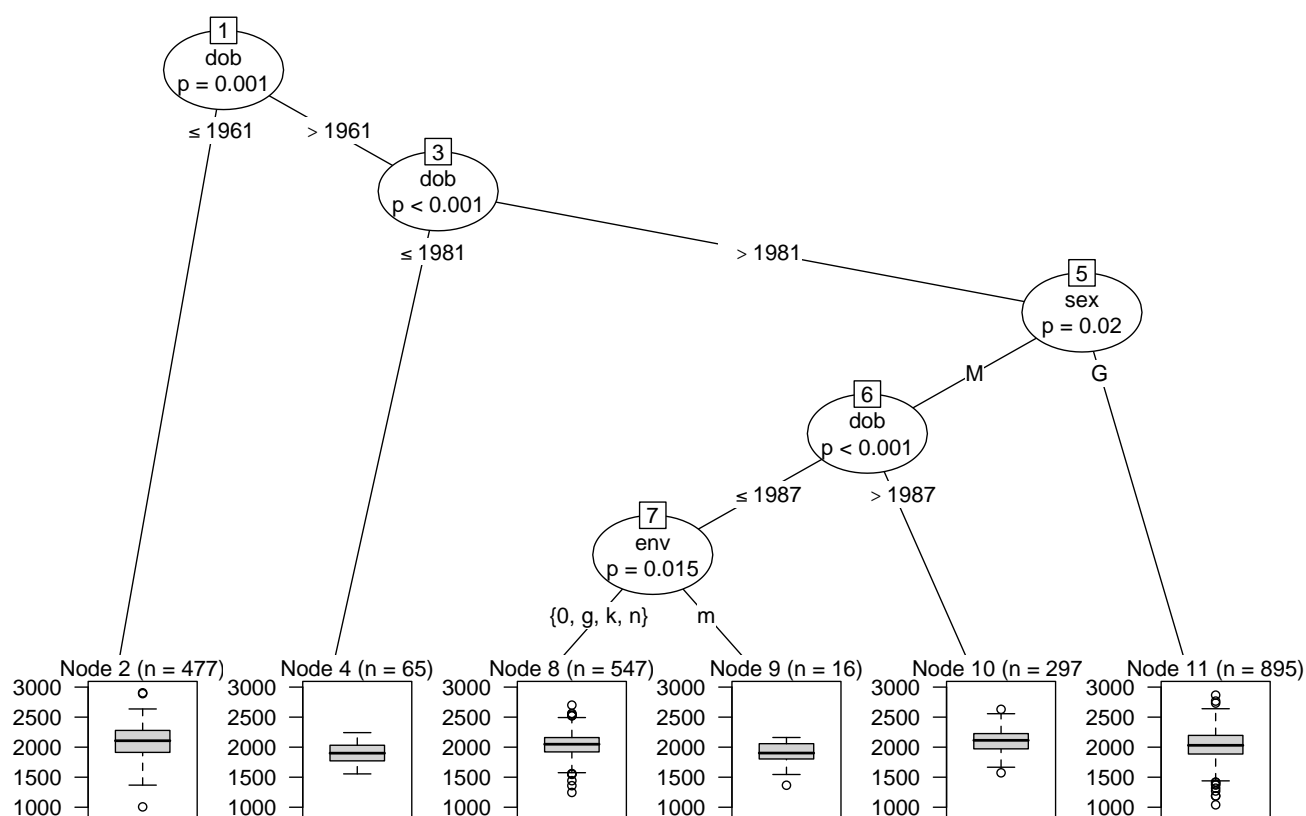 1
dob
p = 0.001
≤ 1961
> 1961
3
dob
p < 0.001
≤ 1981
> 1981
5
sex
p = 0.02
M
G
6
dob
p < 0.001
≤ 1987
> 1987
7
env
p = 0.015
{0, g, k, n}
m
Node 2 (n = 477)
1000
1500
2000
2500
3000
Node 4 (n = 65)
1000
1500
2000
2500
3000
Node 8 (n = 547)
1000
1500
2000
2500
3000
Node 9 (n = 16)
1000
1500
2000
2500
3000
Node 10 (n = 297
1000
1500
2000
2500
3000
Node 11 (n = 895)
1000
1500
2000
2500
3000